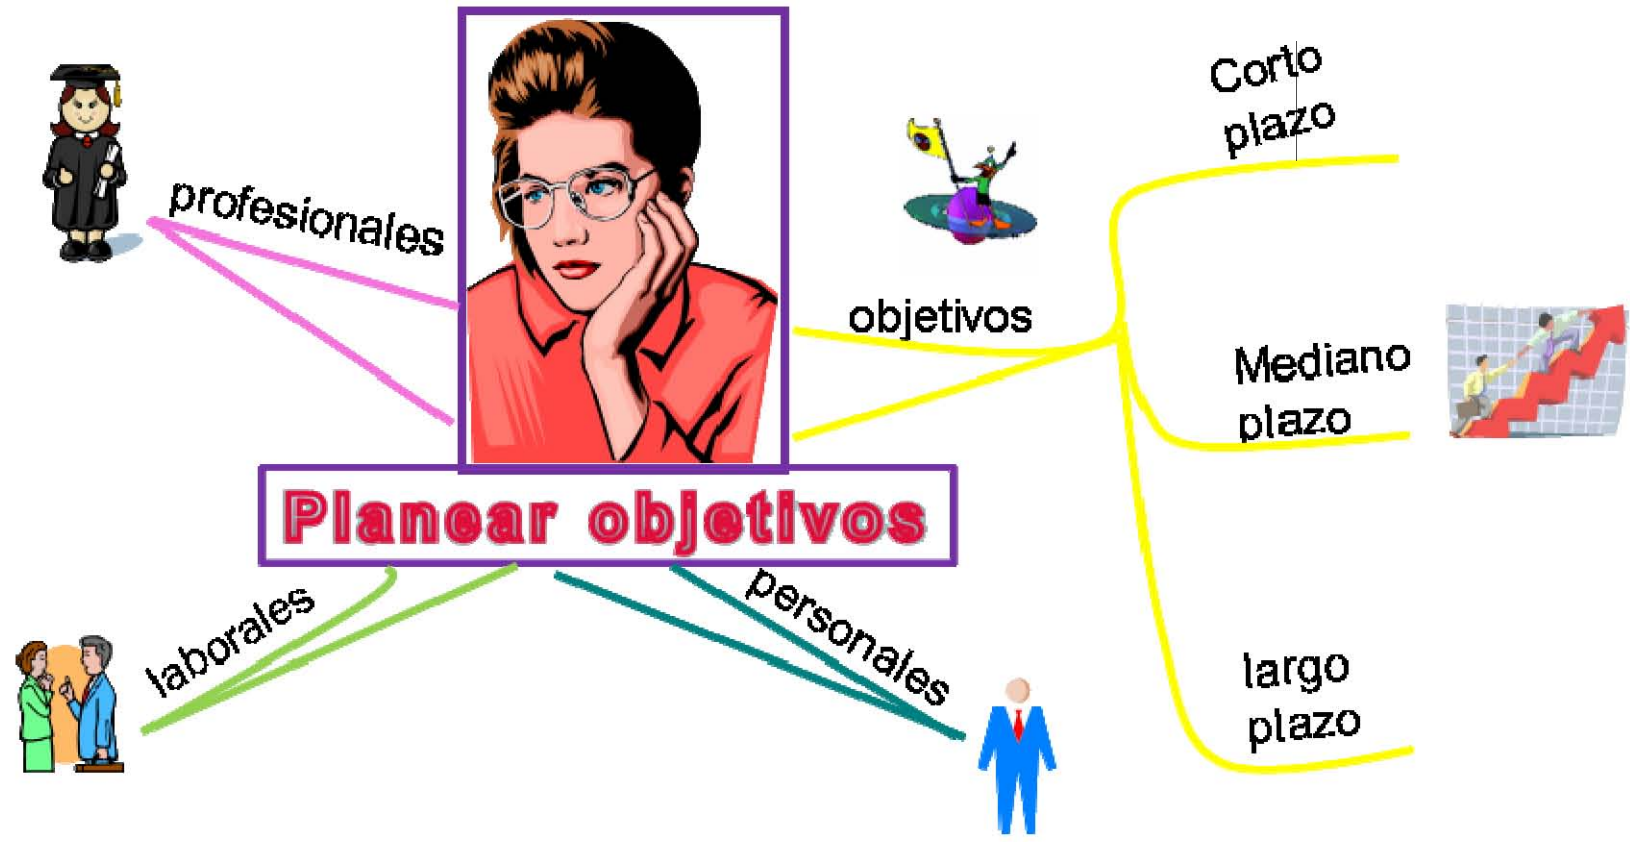 profesionales
Planear objetivos
laborales
personales
objetivos
Corto
plazo
Mediano
plazo
largo
plazo